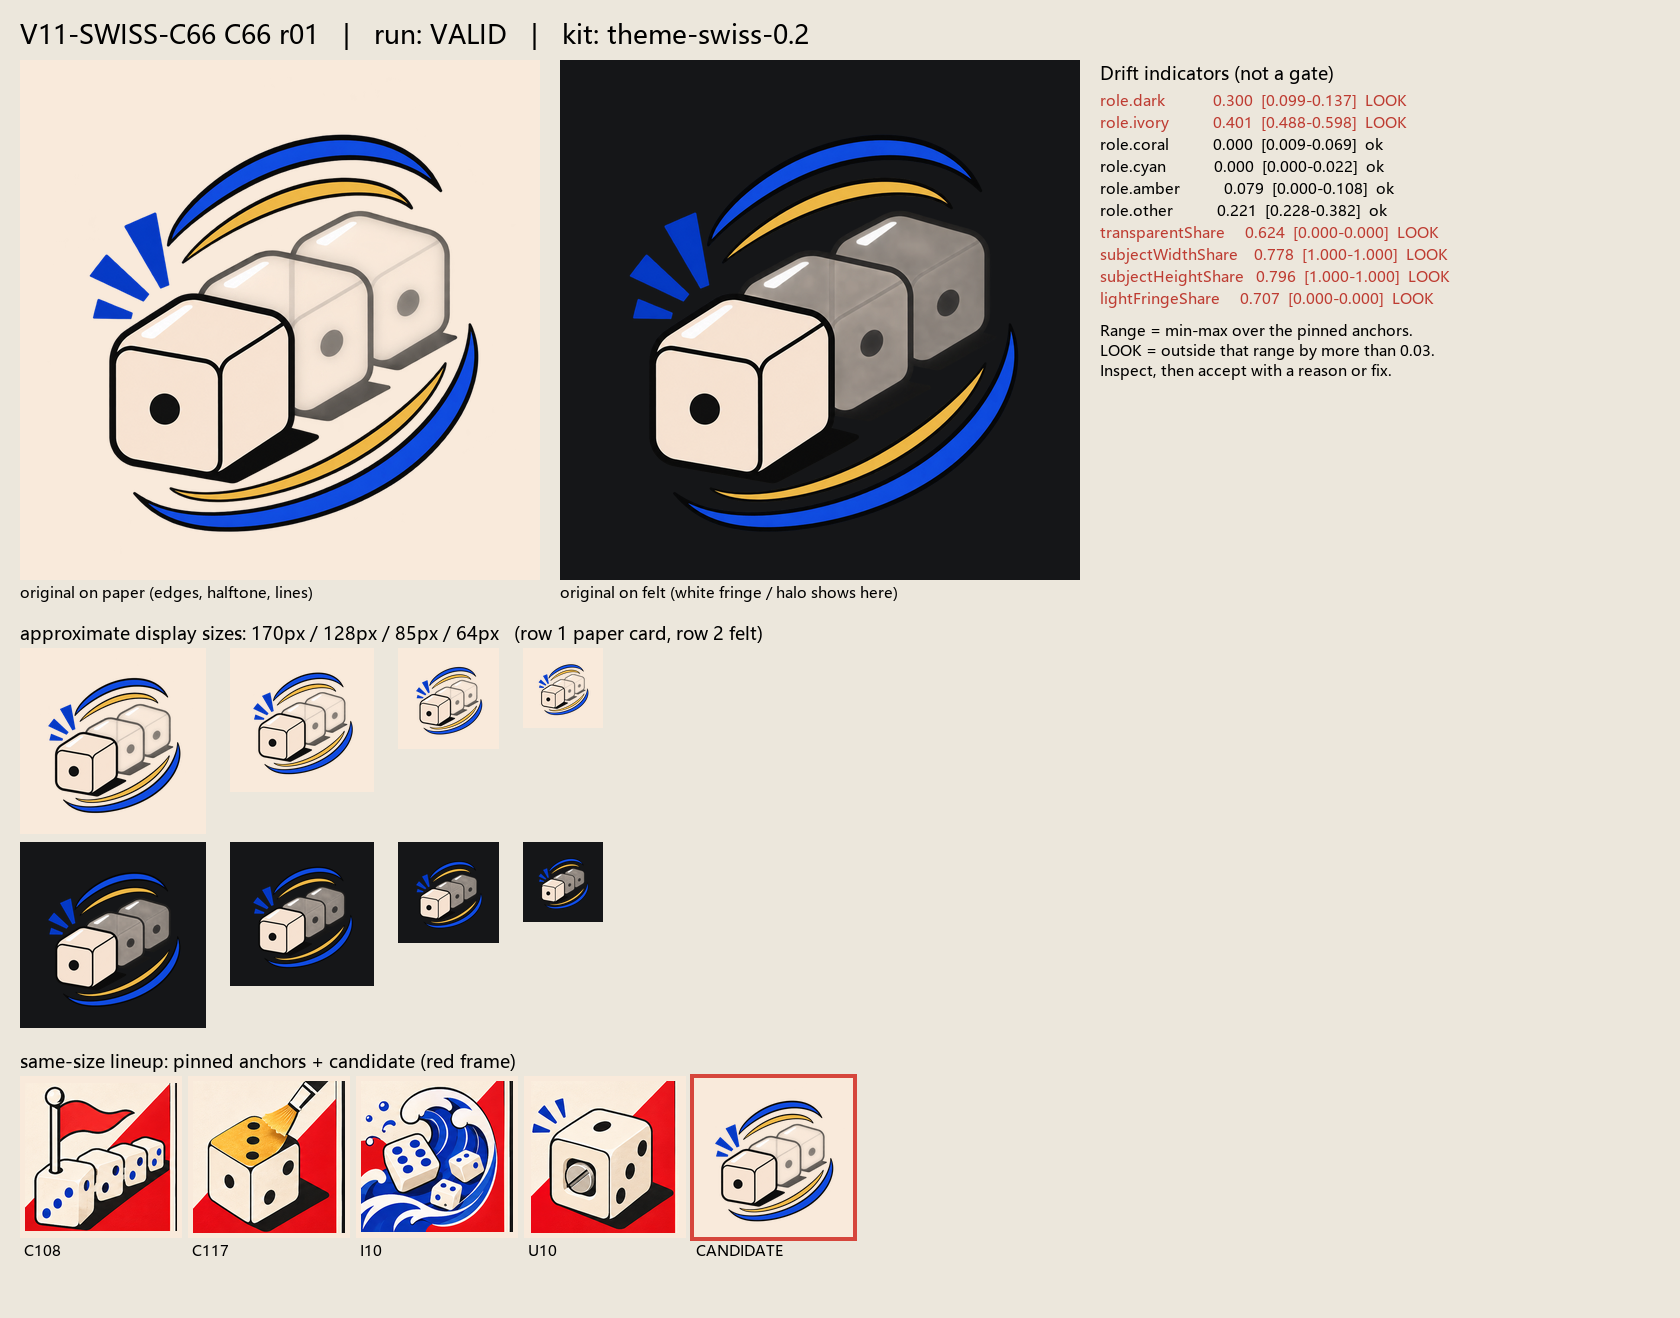 V11-SWISS-C66 C66 r01 | run: VALID | kit: theme-swiss-0.2
Drift indicators (not a gate)
role.dark 0.300 [0.099-0.137] LOOK
role.ivory 0.401 [0.488-0.598] LOOK
role.coral 0.000 [0.009-0.069] ok
role.cyan 0.000 [0.000-0.022] ok
role.amber 0.079 [0.000-0.108] ok
role.other 0.221 [0.228-0.382] ok
transparentShare 0.624 [0.000-0.000] LOOK
subjectWidthShare 0.778 [1.000-1.000] LOOK
subjectHeightShare 0.796 [1.000-1.000] LOOK
lightFringeShare 0.707 [0.000-0.000] LOOK
Range = min-max over the pinned anchors.
LOOK = outside that range by more than 0.03.
Inspect, then accept with a reason or fix.
original on paper (edges, halftone, lines)
original on felt (white fringe / halo shows here)
approximate display sizes: 170px / 128px / 85px / 64px (row 1 paper card, row 2 felt)
same-size lineup: pinned anchors + candidate (red frame)
C108
C117
I10
U10
CANDIDATE